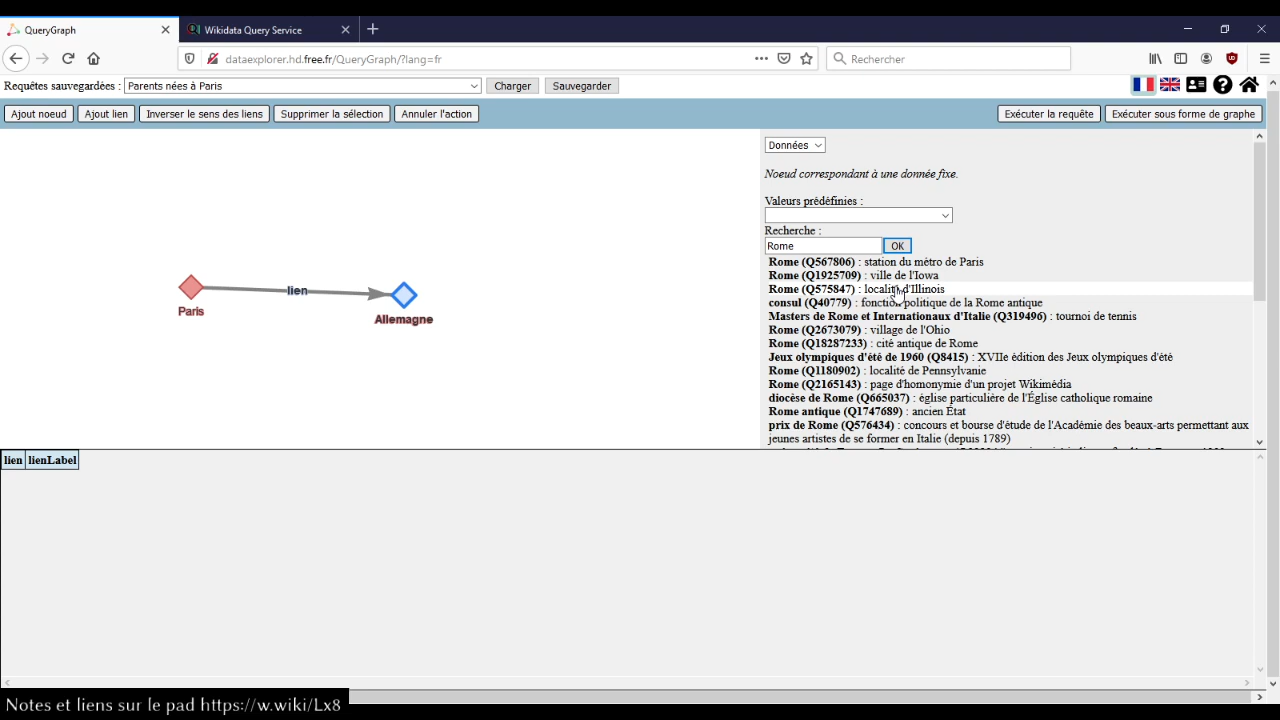 QueryGraph
Wikidata Query Service
dataexplorer.hd.free.fr/QueryGraph/?lang=fr
Rechercher
Requêtes sauvegardées : Parents nées à Paris Charger Sauvegarder
Ajout noeud Ajout lien Inverser le sens des liens Supprimer la sélection Annuler l'action Exécuter la requête Exécuter sous forme de graphe
Données
Noeud correspondant à une donnée fixe.
Valeurs prédéfinies :
Recherche :
Rome OK
Rome (Q567806) : station du métro de Paris
Rome (Q1925709) : ville de l'Iowa
Rome (Q575847) : localité d'Illinois
consul (Q40779) : fonction politique de la Rome antique
Masters de Rome et Internationaux d'Italie (Q319496) : tournoi de tennis
Rome (Q2673079) : village de l'Ohio
Rome (Q18287233) : cité antique de Rome
Jeux olympiques d'été de 1960 (Q8415) : XVIIe édition des Jeux olympiques d'été
Rome (Q1180902) : localité de Pennsylvanie
Rome (Q2165143) : page d'homonymie d'un projet Wikimédia
diocèse de Rome (Q665037) : église particulière de l'Église catholique romaine
Rome antique (Q1747689) : ancien État
prix de Rome (Q576434) : concours et bourse d'étude de l'Académie des beaux-arts permettant aux
jeunes artistes de se former en Italie (depuis 1789)
lien
Paris
Allemagne
lien lienLabel
Notes et liens sur le pad https://w.wiki/Lx8